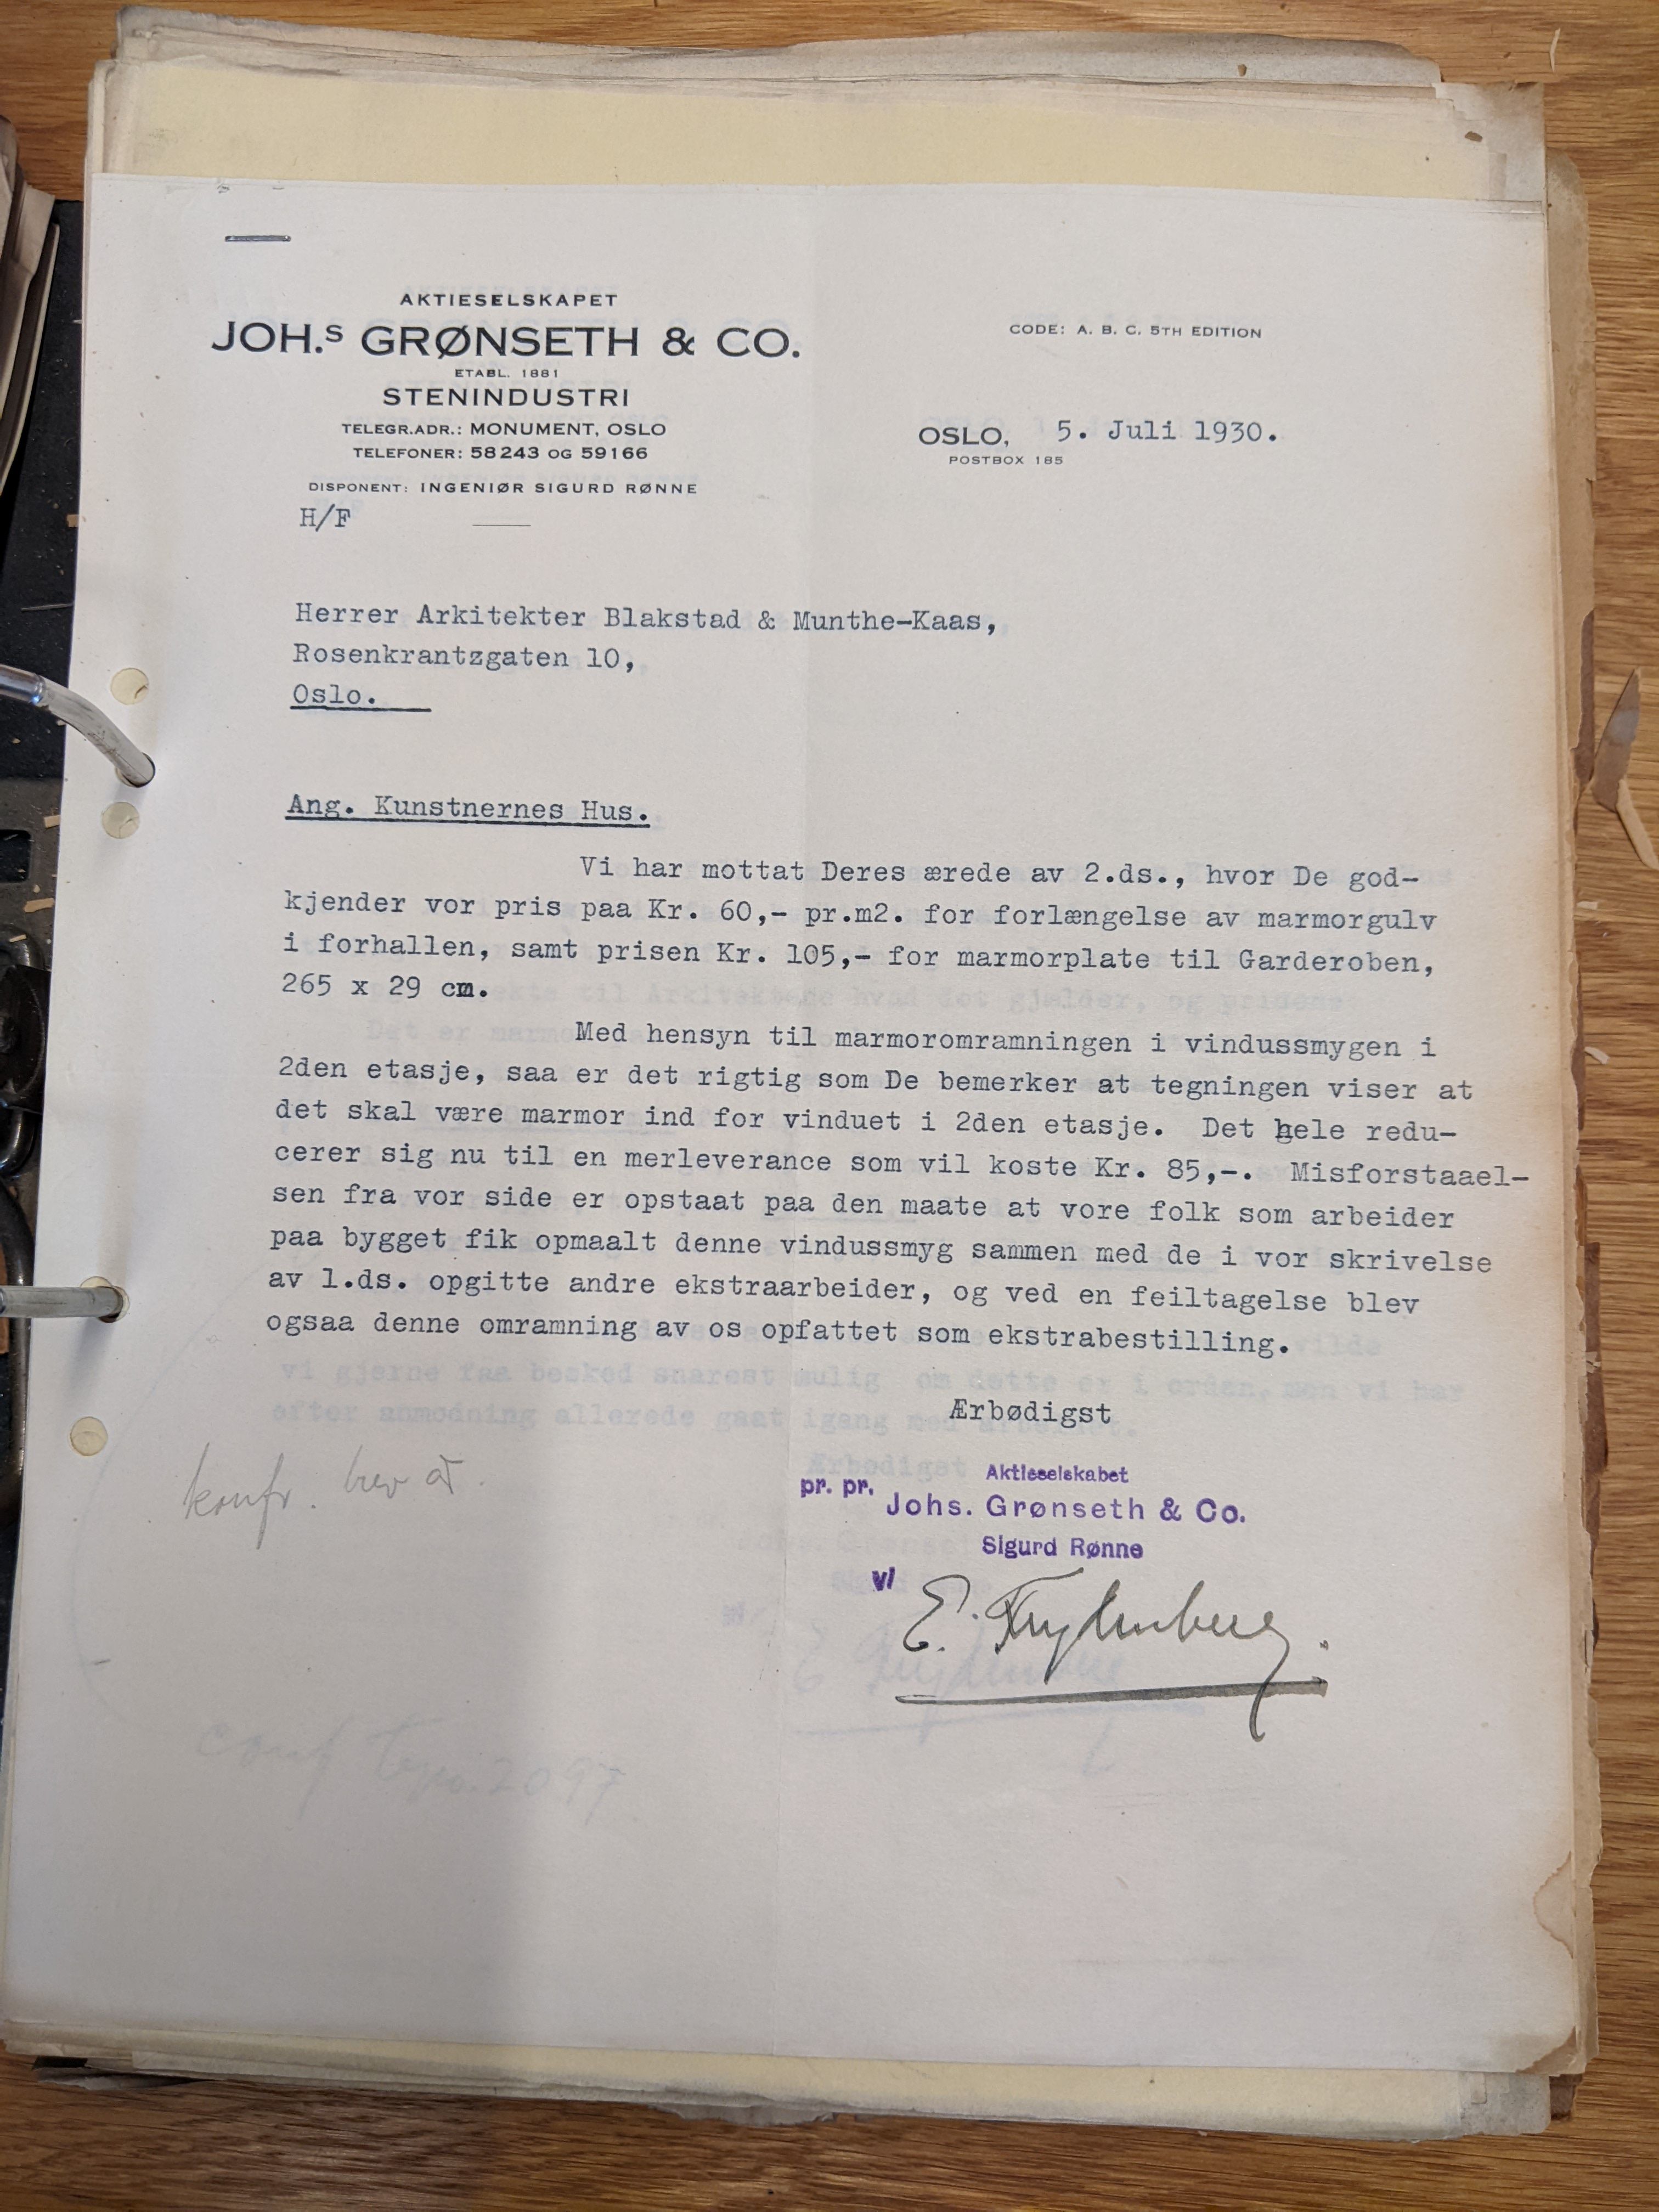 AKTIESELSKAPET
JOH.S GRØNSETH & CO.
ETABL. 1881
STENINDUSTRI
TELEGR.ADR.: MONUMENT, OSLO
TELEFONER: 58243 OG 59166
DISPONENT: INGENIØR SIGURD RØNNE
H/F
CODE: A. B. C. 5TH EDITION
OSLO, 5. Juli 1930.
POSTBOX 185
Herrer Arkitekter Blakstad & Munthe-Kaas,
Rosenkrantzgaten 10,
Oslo.
Ang. Kunstnernes Hus.
Vi har mottat Deres ærede av 2.ds., hvor De god-
kjender vor pris paa Kr. 60,- pr.m2. for forlængelse av marmorgulv
i forhallen, samt prisen Kr. 105,- for marmorplate til Garderoben,
265 x 29 cm.
Med hensyn til marmoromramningen i vindussmygen i
2den etasje, saa er det rigtig som De bemerker at tegningen viser at
det skal være marmor ind for vinduet i 2den etasje. Det hele redu-
cerer sig nu til en merleverance som vil koste Kr. 85,-. Misforstaael-
sen fra vor side er opstaat paa den maate at vore folk som arbeider
paa bygget fik opmaalt denne vindussmyg sammen med de i vor skrivelse
av 1.ds. opgitte andre ekstraarbeider, og ved en feiltagelse blev
ogsaa denne omramning av os opfattet som ekstrabestilling.
Ærbødigst
pr. pr. Aktieselskabet
Johs. Grønseth & Co.
Sigurd Rønne
v/ E. Frydenberg.
konfr. brev